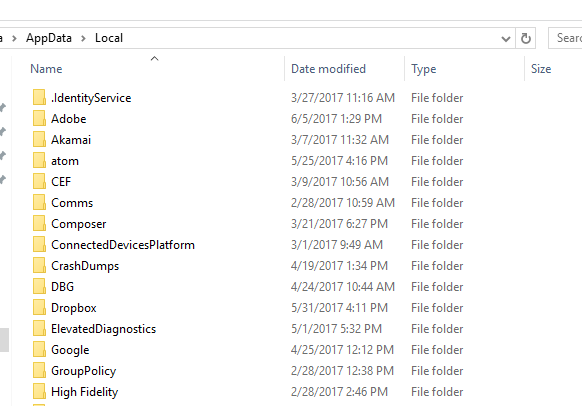 a > AppData > Local
Sear
Name Date modified Type Size
.IdentityService 3/27/2017 11:16 AM File folder
Adobe 6/5/2017 1:29 PM File folder
Akamai 3/7/2017 11:32 AM File folder
atom 5/25/2017 4:16 PM File folder
CEF 3/9/2017 10:56 AM File folder
Comms 2/28/2017 10:59 AM File folder
Composer 3/21/2017 6:27 PM File folder
ConnectedDevicesPlatform 3/1/2017 9:49 AM File folder
CrashDumps 4/19/2017 1:34 PM File folder
DBG 4/24/2017 10:44 AM File folder
Dropbox 5/31/2017 4:11 PM File folder
ElevatedDiagnostics 5/1/2017 5:32 PM File folder
Google 4/25/2017 12:12 PM File folder
GroupPolicy 2/28/2017 12:38 PM File folder
High Fidelity 2/28/2017 2:46 PM File folder